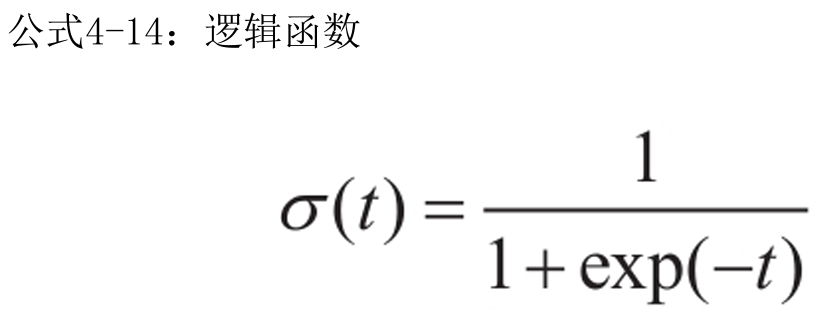 公式4-14：逻辑函数
σ(t) = 1 / (1 + exp(−t))